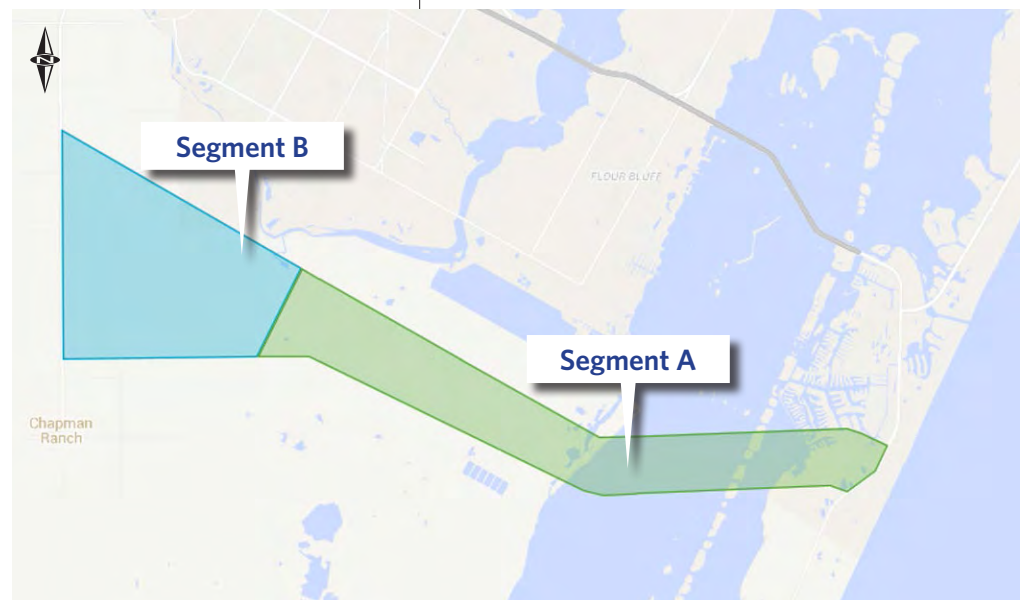 N
Segment B
FLOUR BLUFF
Segment A
Chapman
Ranch